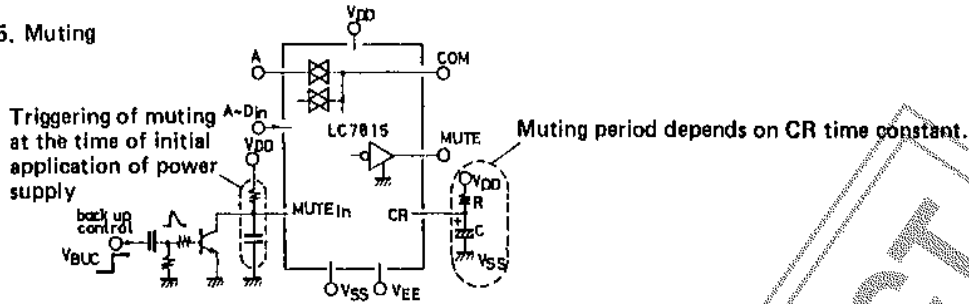 5. Muting
VDD
A
COM
Triggering of muting
at the time of initial
application of power
supply
A~Din
VDD
LC7815
MUTE
Muting period depends on CR time constant.
VDD
R
C
VSS
MUTEIn
CR
back up
control
VBUC
VSS
VEE